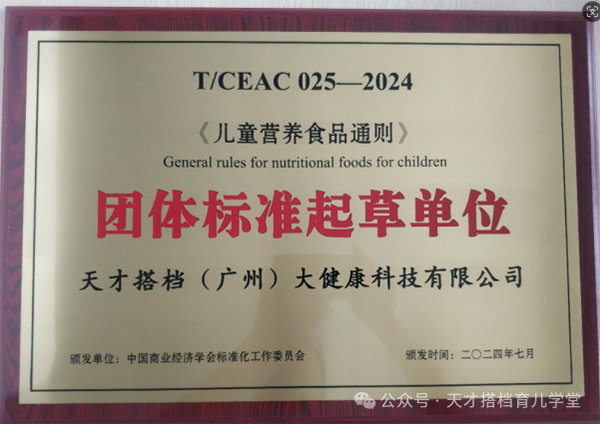 T/CEAC 025—2024
《儿童营养食品通则》
General rules for nutritional foods for children
团体标准起草单位
天才搭档（广州）大健康科技有限公司
颁发单位：中国商业经济学会标准化工作委员会 颁发时间：二〇二四年七月
公众号·天才搭档育儿学堂